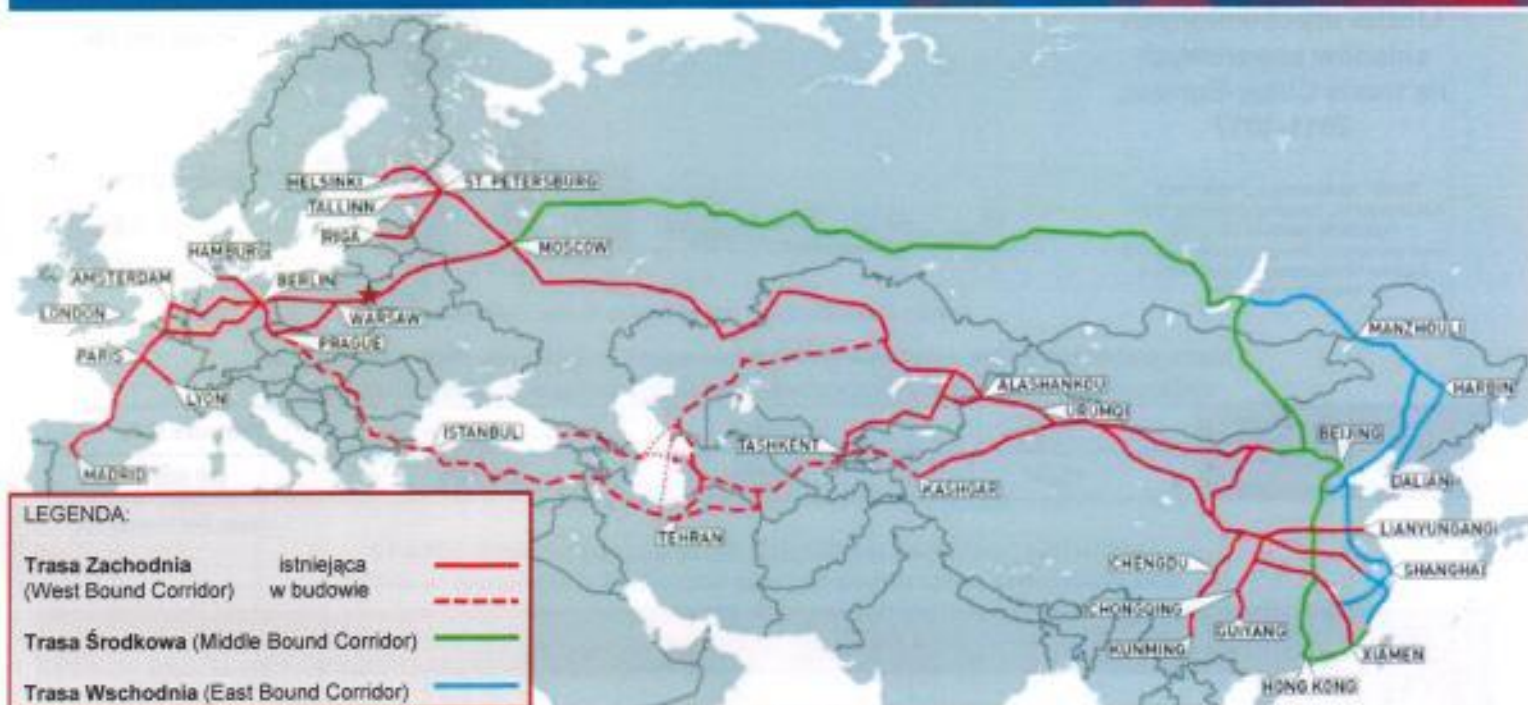 HELSINKI
ST. PETERSBURG
TALLINN
RIGA
MOSCOW
HAMBURG
AMSTERDAM
BERLIN
LONDON
WARSAW
PARIS
PRAGUE
LYON
MADRID
ISTANBUL
TEHRAN
TASHKENT
KASHGAR
ALASHANKOU
URUMQI
MANZHOULI
HARBIN
BEIJING
DALIAN
LIANYUNGANG
SHANGHAI
CHENGDU
CHONGQING
GUIYANG
KUNMING
XIAMEN
HONG KONG
LEGENDA:
Trasa Zachodnia istniejąca
(West Bound Corridor) w budowie
Trasa Środkowa (Middle Bound Corridor)
Trasa Wschodnia (East Bound Corridor)